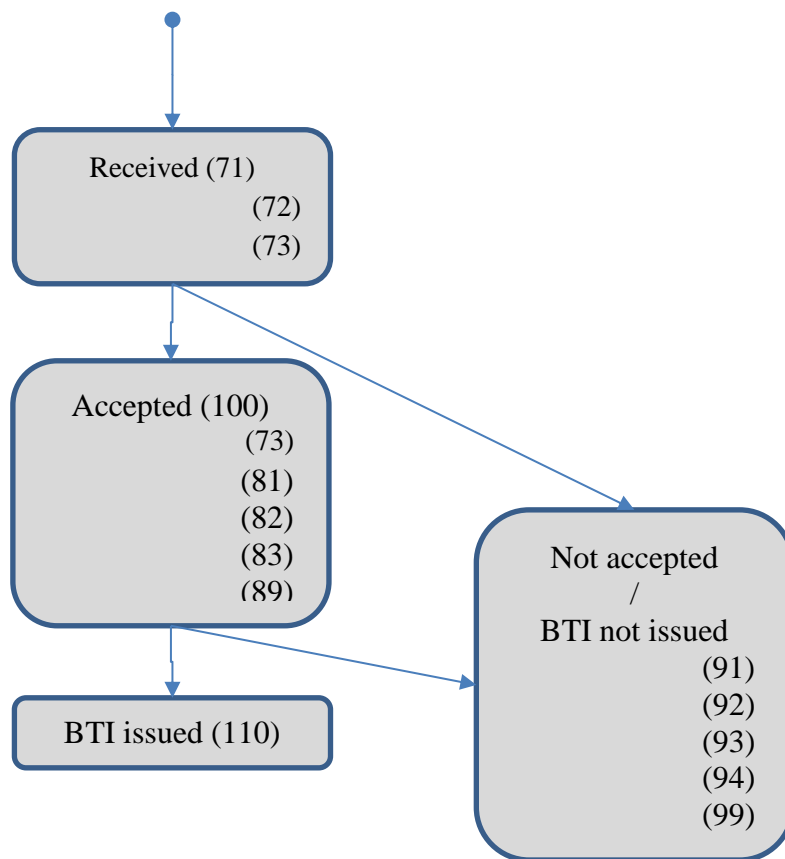 Received (71)
(72)
(73)
Accepted (100)
(73)
(81)
(82)
(83)
(89)
Not accepted
/
BTI not issued
(91)
(92)
(93)
(94)
(99)
BTI issued (110)